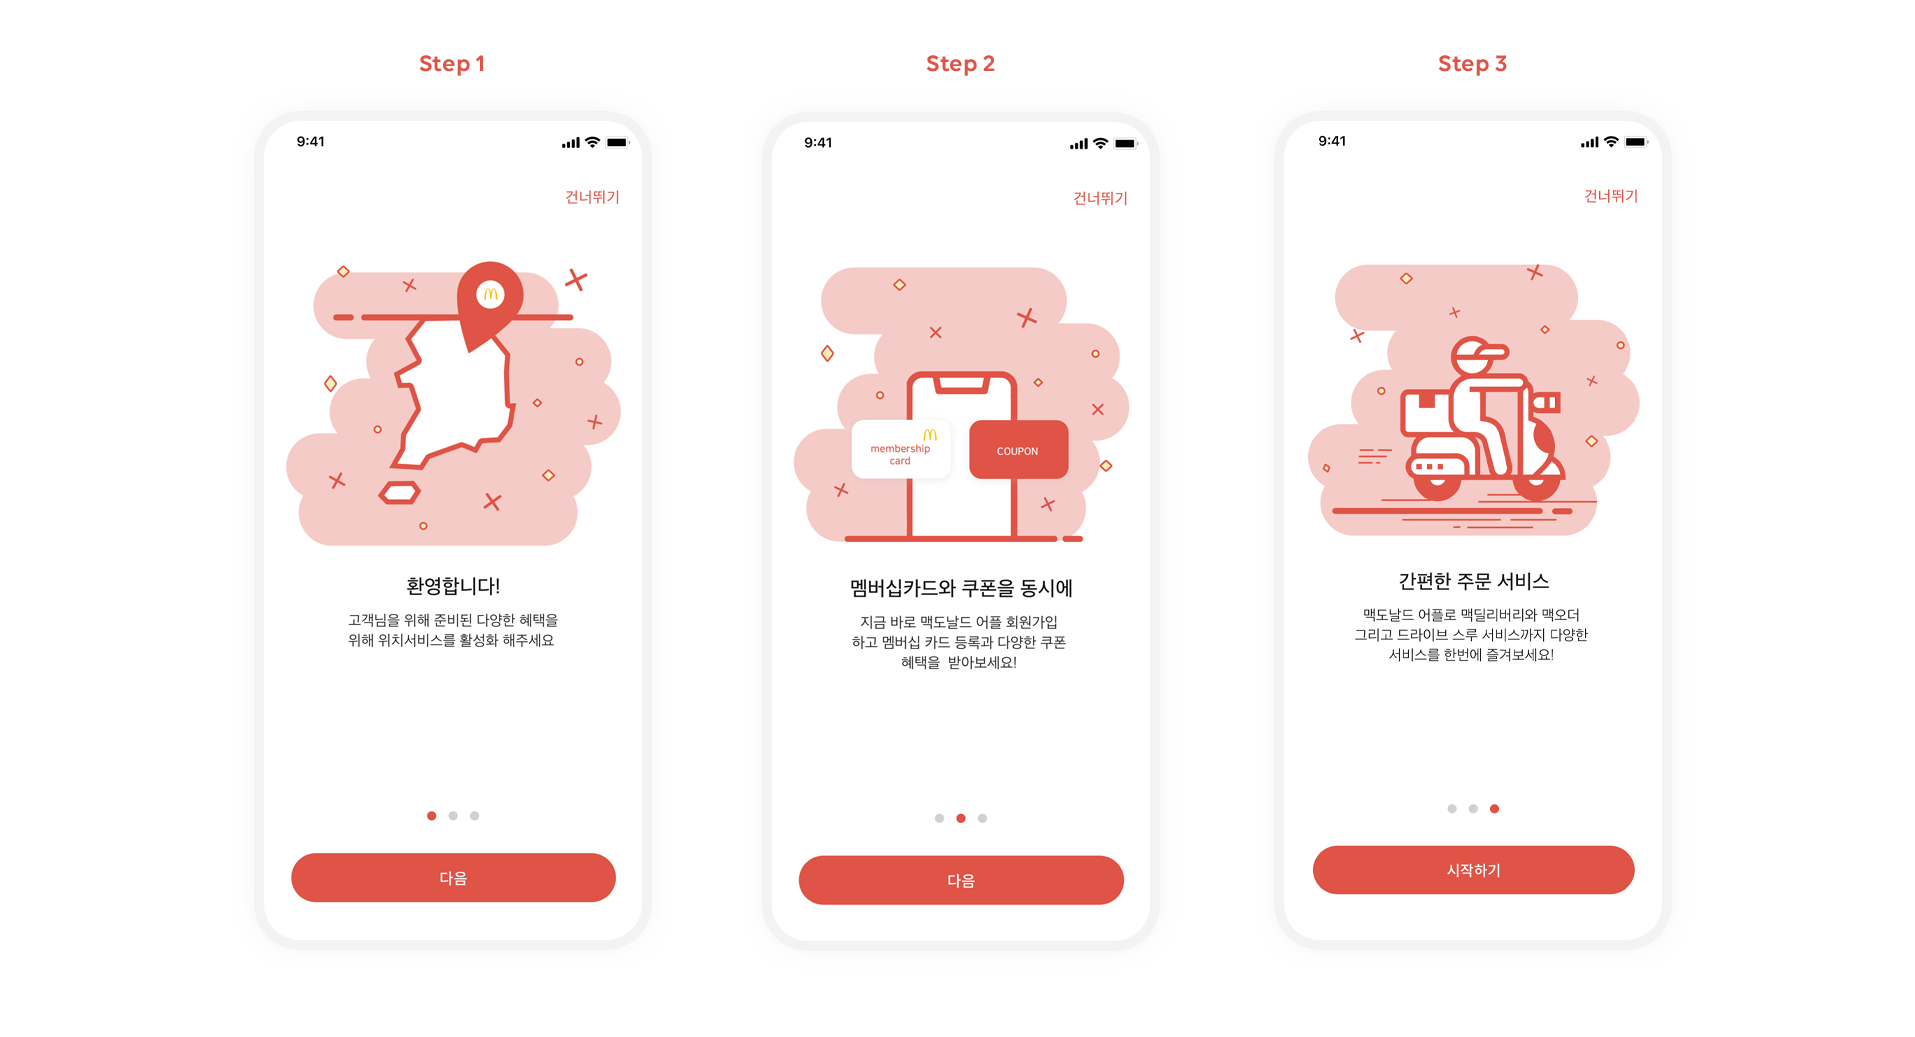 Step 1
9:41
건너뛰기
환영합니다!
고객님을 위해 준비된 다양한 혜택을
위해 위치서비스를 활성화 해주세요
다음
Step 2
9:41
건너뛰기
membership
card
COUPON
멤버십카드와 쿠폰을 동시에
지금 바로 맥도날드 어플 회원가입
하고 멤버십 카드 등록과 다양한 쿠폰
혜택을 받아보세요!
다음
Step 3
9:41
건너뛰기
간편한 주문 서비스
맥도날드 어플로 맥딜리버리와 맥오더
그리고 드라이브 스루 서비스까지 다양한
서비스를 한번에 즐겨보세요!
시작하기